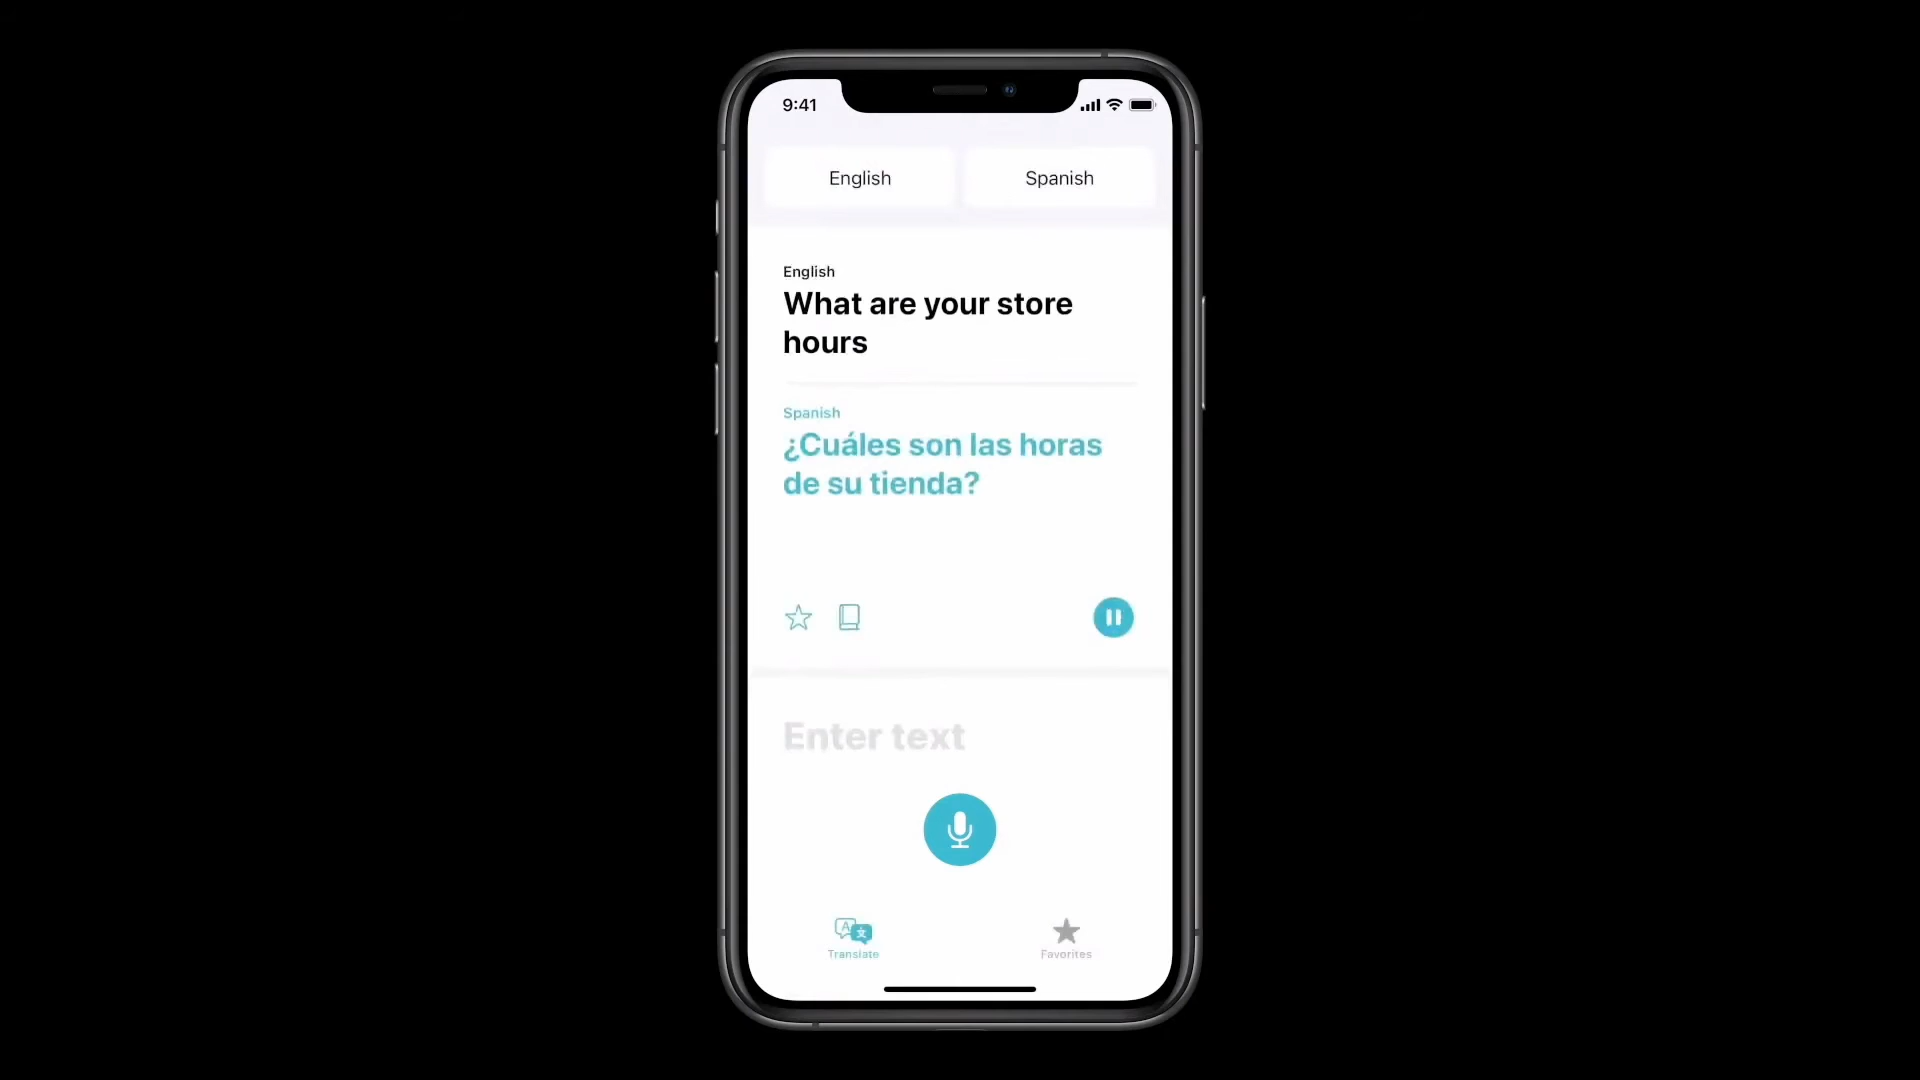 9:41
English
Spanish
English
What are your store
hours
Spanish
¿Cuáles son las horas
de su tienda?
Enter text
A 文
Translate
Favorites